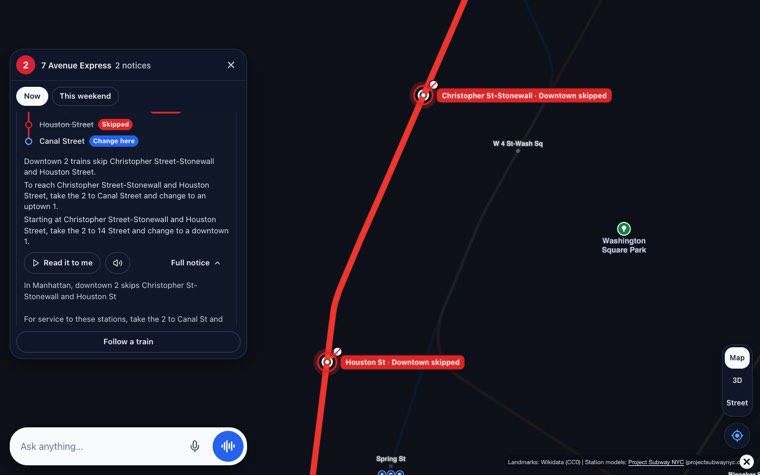 2 7 Avenue Express 2 notices
Now This weekend
Houston Street Skipped
Canal Street Change here
Downtown 2 trains skip Christopher Street-Stonewall
and Houston Street.
To reach Christopher Street-Stonewall and Houston
Street, take the 2 to Canal Street and change to an
uptown 1.
Starting at Christopher Street-Stonewall and Houston
Street, take the 2 to 14 Street and change to a downtown
1.
Read it to me Full notice
In Manhattan, downtown 2 skips Christopher St-
Stonewall and Houston St
For service to these stations, take the 2 to Canal St and
Follow a train
Ask anything...
Christopher St-Stonewall · Downtown skipped
W 4 St-Wash Sq
Washington
Square Park
Houston St · Downtown skipped
Spring St
Map
3D
Street
Landmarks: Wikidata (CC0) | Station models: Project Subway NYC (projectsubwaynyc.c